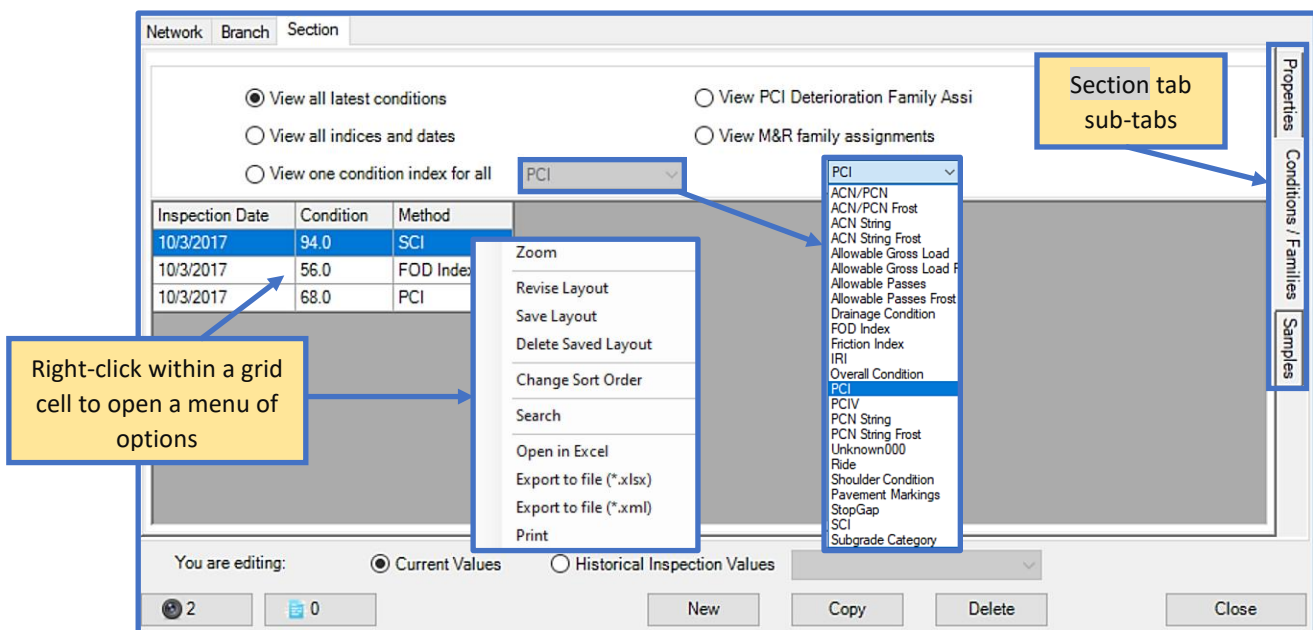 Network Branch Section
View all latest conditions
View PCI Deterioration Family Assi
View all indices and dates
View M&R family assignments
View one condition index for all
PCI
Section tab
sub-tabs
Properties
Conditions / Families
Samples
Inspection Date Condition Method
10/3/2017 94.0 SCI
10/3/2017 56.0 FOD Index
10/3/2017 68.0 PCI
Right-click within a grid
cell to open a menu of
options
Zoom
Revise Layout
Save Layout
Delete Saved Layout
Change Sort Order
Search
Open in Excel
Export to file (*.xlsx)
Export to file (*.xml)
Print
PCI
ACN/PCN
ACN/PCN Frost
ACN String
ACN String Frost
Allowable Gross Load
Allowable Gross Load F
Allowable Passes
Allowable Passes Frost
Drainage Condition
FOD Index
Friction Index
IRI
Overall Condition
PCI
PCIV
PCN String
PCN String Frost
Unknown000
Ride
Shoulder Condition
Pavement Markings
StopGap
SCI
Subgrade Category
You are editing: Current Values Historical Inspection Values
2 0 New Copy Delete Close